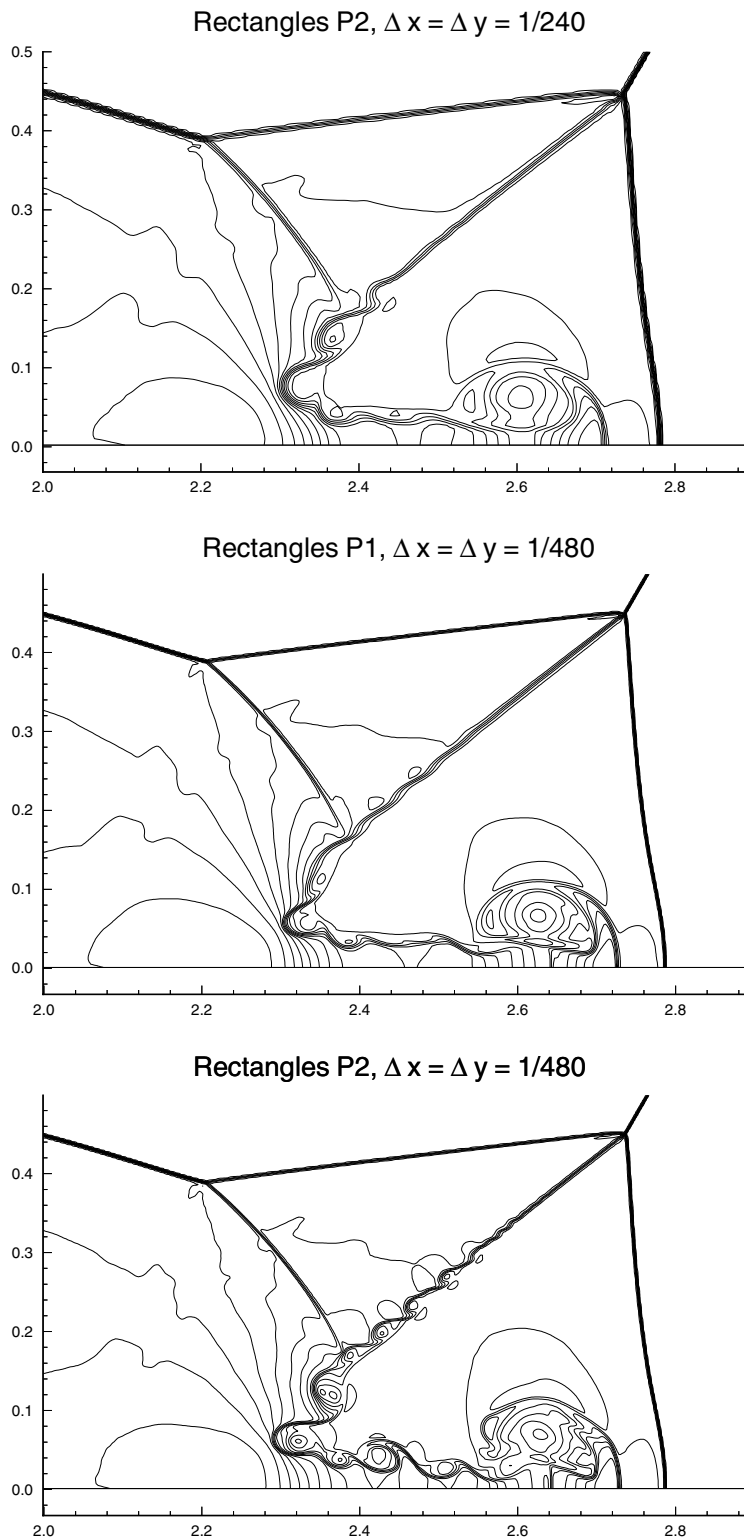 Rectangles P2, Δ x = Δ y = 1/240
0.5
0.4
0.3
0.2
0.1
0.0
2.0 2.2 2.4 2.6 2.8
Rectangles P1, Δ x = Δ y = 1/480
0.4
0.3
0.2
0.1
0.0
2.0 2.2 2.4 2.6 2.8
Rectangles P2, Δ x = Δ y = 1/480
0.4
0.3
0.2
0.1
0.0
2.0 2.2 2.4 2.6 2.8